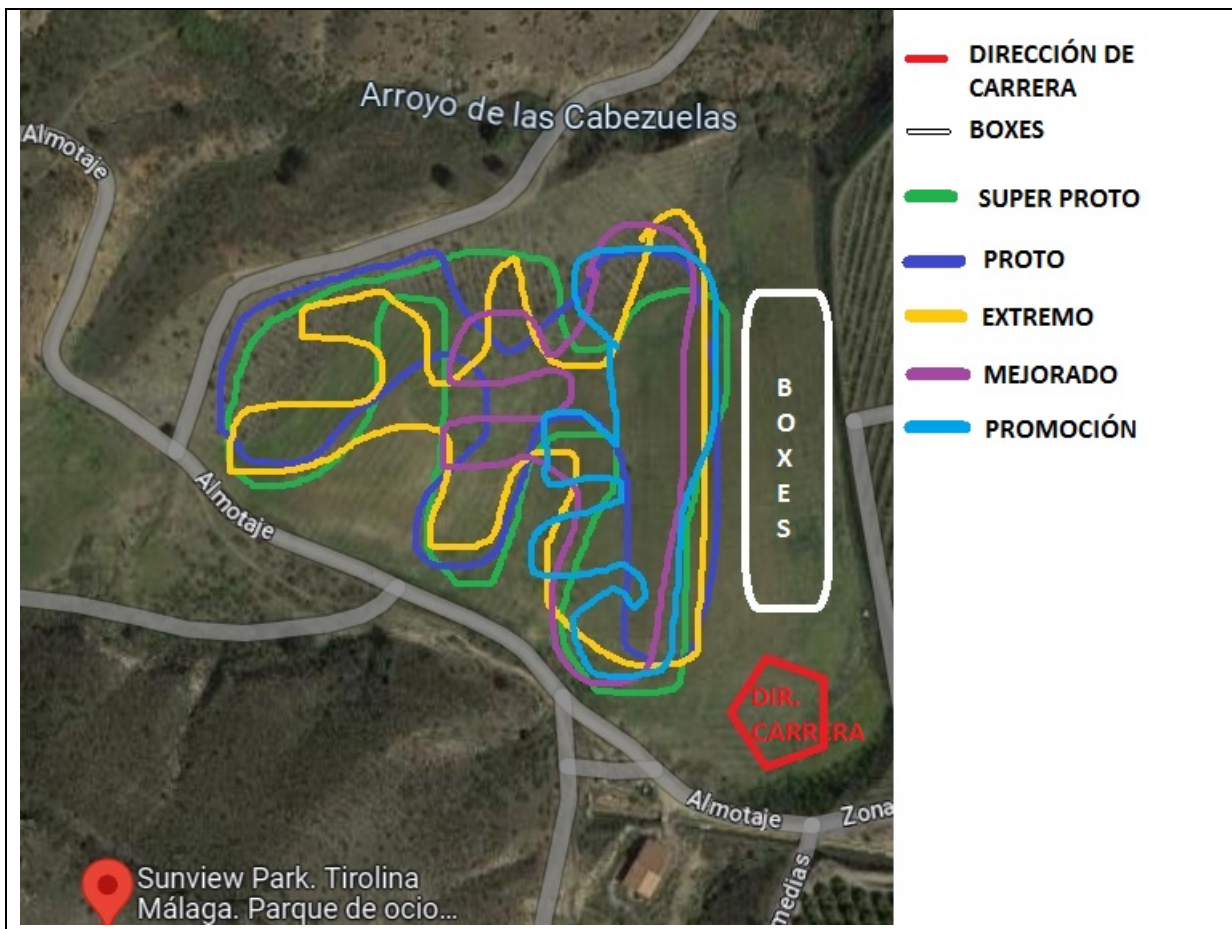 Arroyo de las Cabezuelas
Almotaje
Almotaje
B
O
X
E
S
DIR.
CARRERA
Almotaje
Zona
medias
Sunview Park. Tirolina
Málaga. Parque de ocio...
DIRECCIÓN DE
CARRERA
BOXES
SUPER PROTO
PROTO
EXTREMO
MEJORADO
PROMOCIÓN